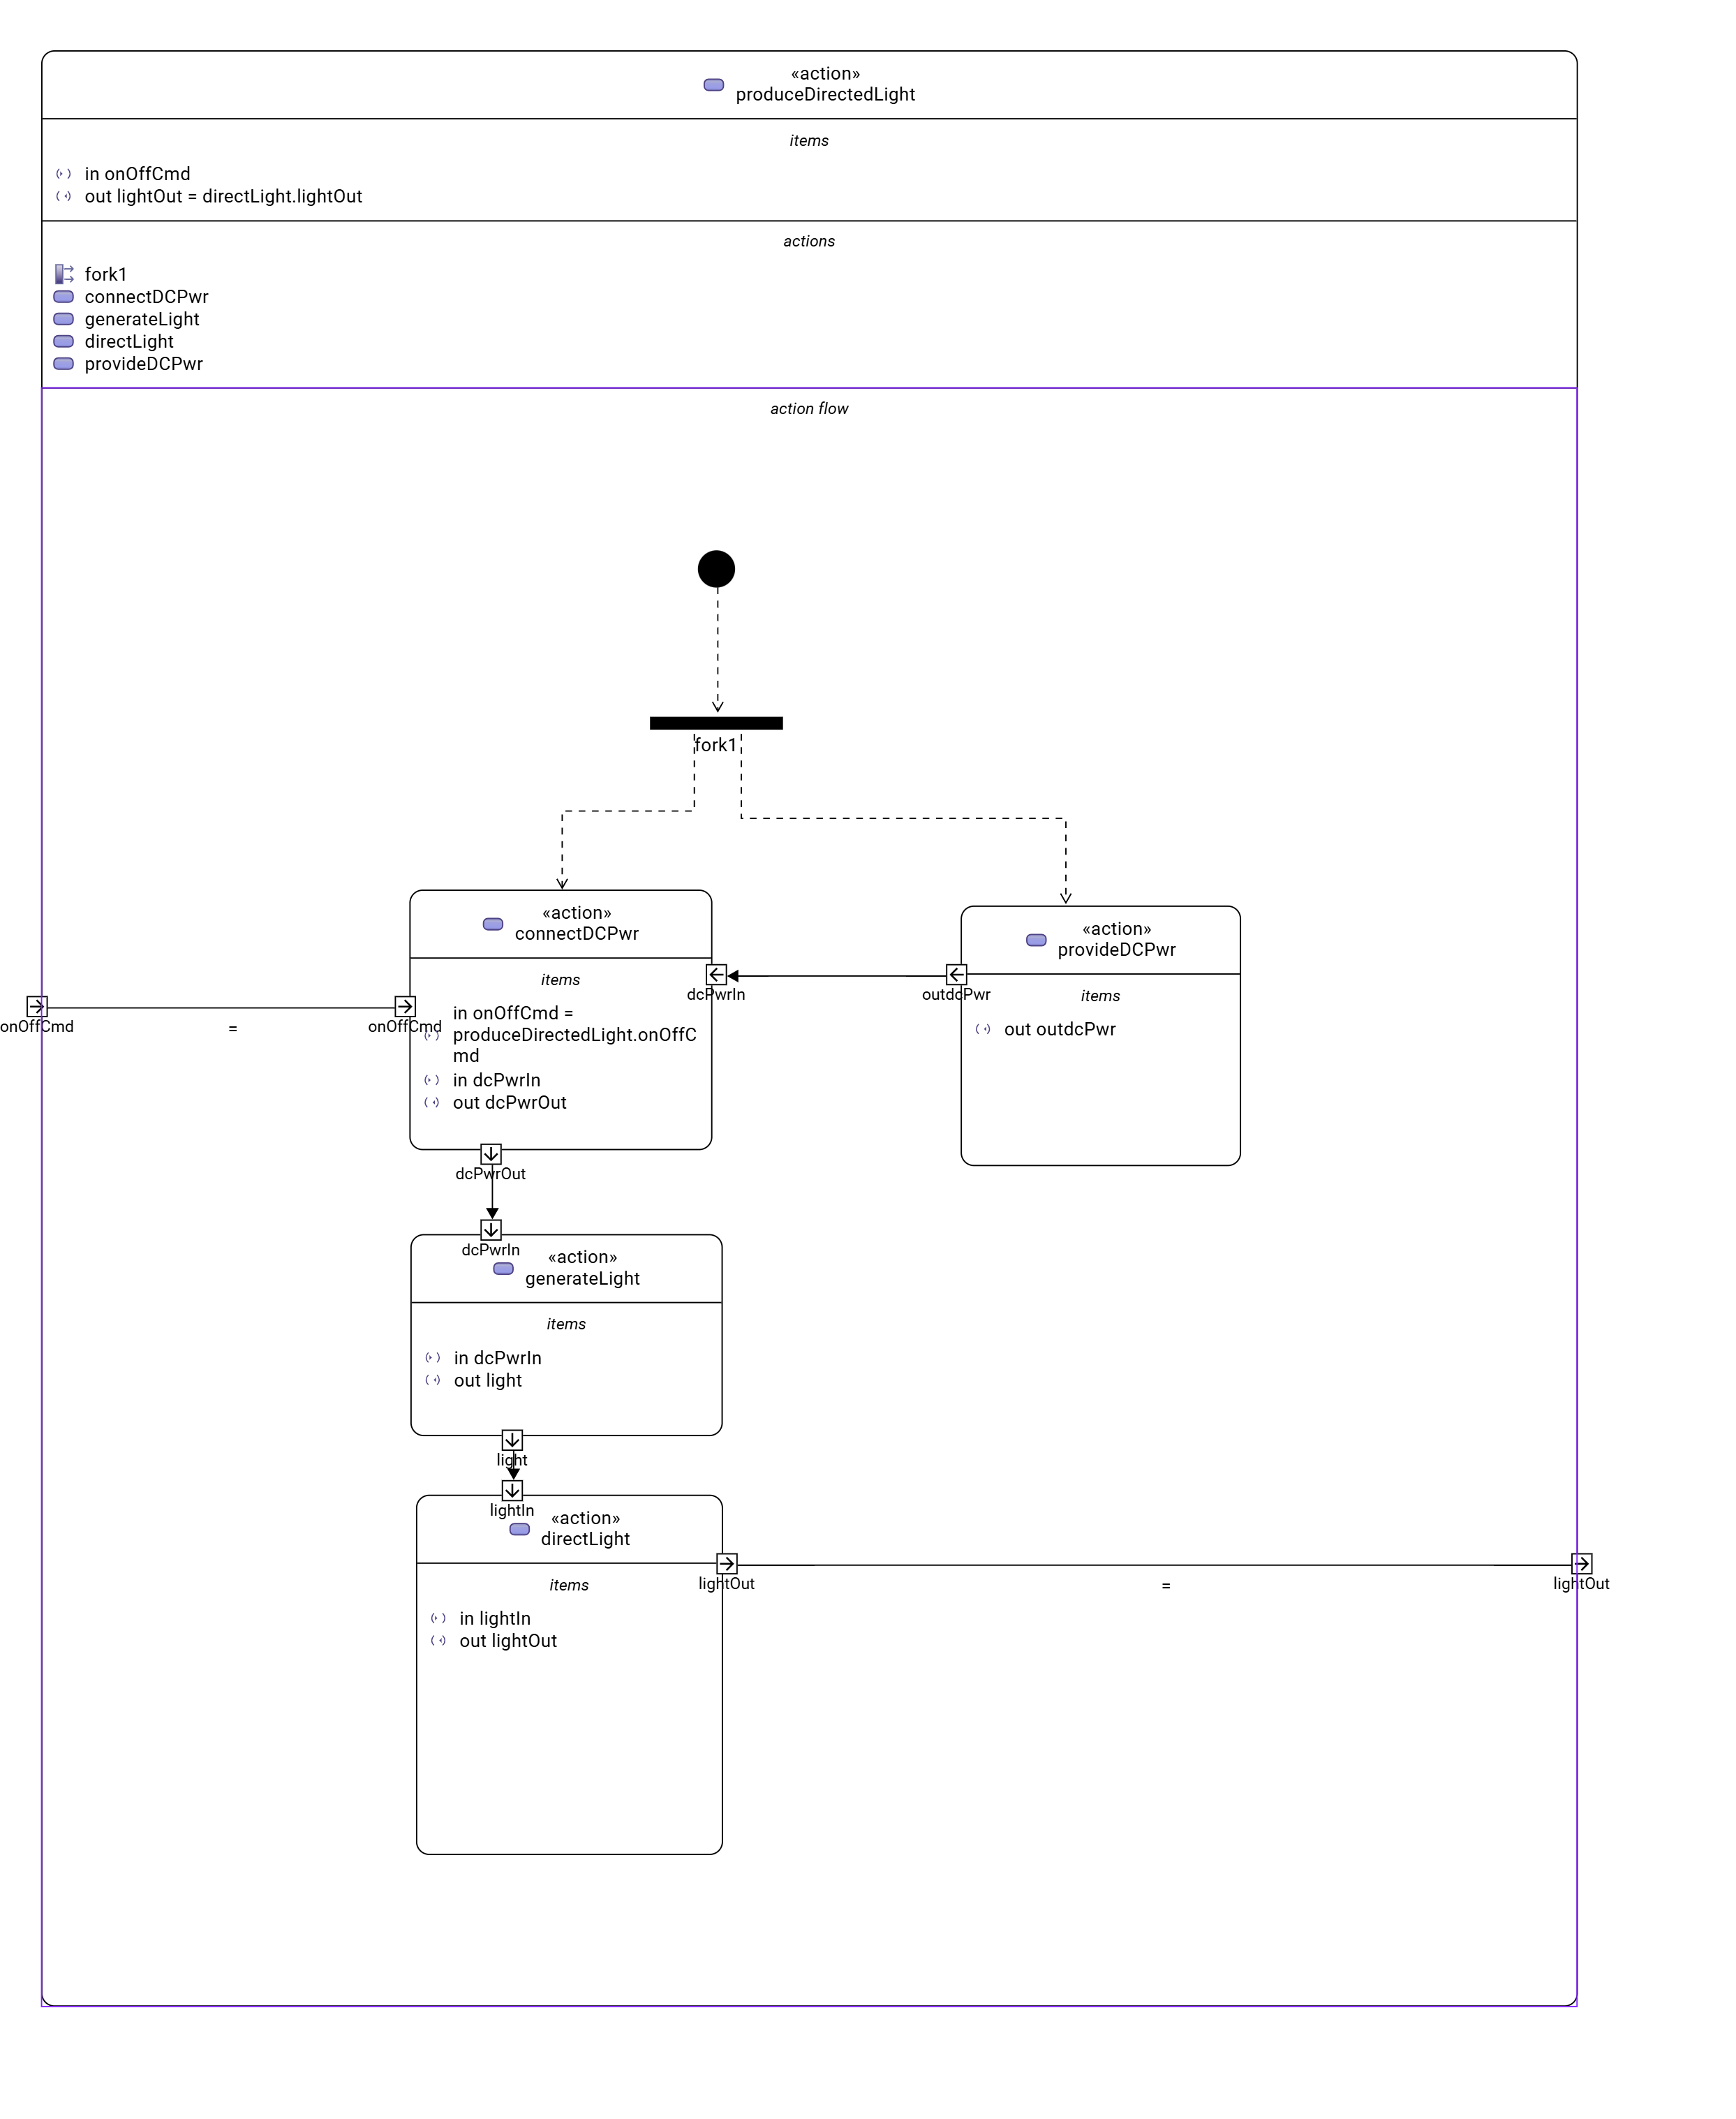 «action»
produceDirectedLight
items
in onOffCmd
out lightOut = directLight.lightOut
actions
fork1
connectDCPwr
generateLight
directLight
provideDCPwr
action flow
fork1
«action»
connectDCPwr
items
in onOffCmd =
produceDirectedLight.onOffC
md
in dcPwrIn
out dcPwrOut
«action»
provideDCPwr
items
out outdcPwr
dcPwrIn
outdcPwr
onOffCmd
=
onOffCmd
dcPwrOut
dcPwrIn
«action»
generateLight
items
in dcPwrIn
out light
light
lightIn
«action»
directLight
items
in lightIn
out lightOut
lightOut
=
lightOut